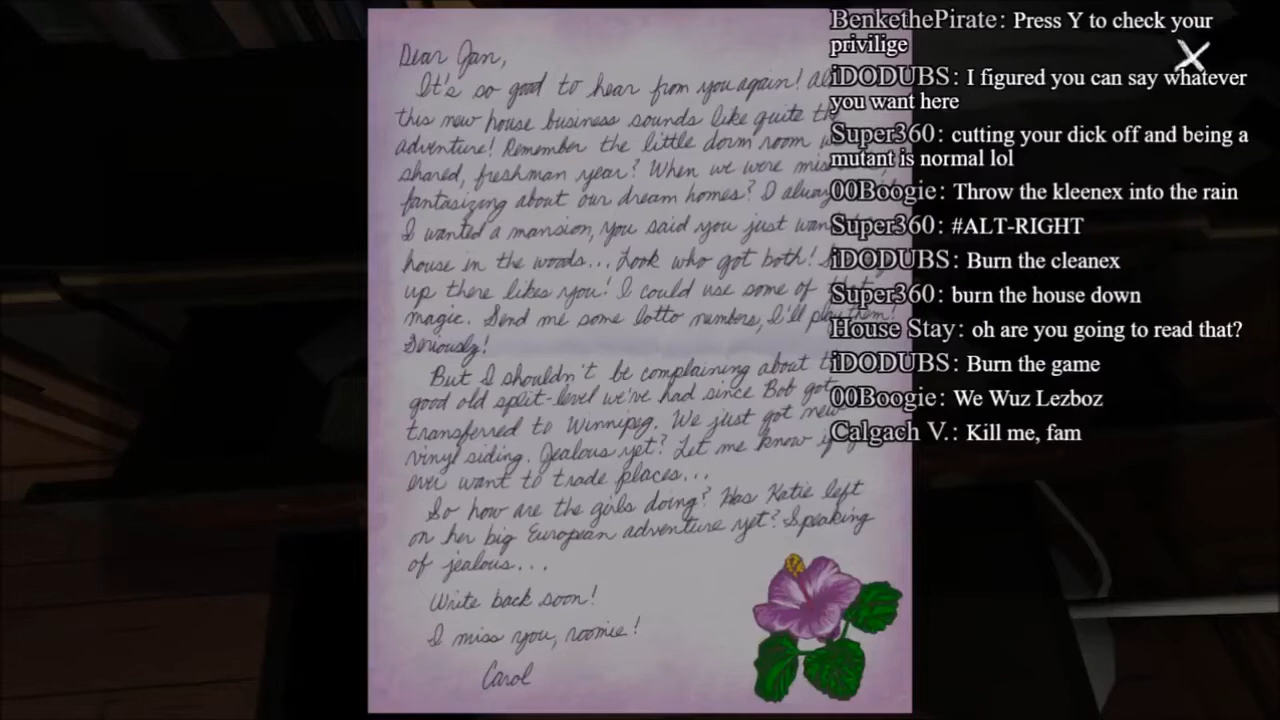 Dear Jan,
It's so good to hear from you again! All
this new house business sounds like quite the
adventure! Remember the little dorm room we
shared, freshman year? When we were
fantasizing about our dream homes? I always
I wanted a mansion, you said you just wanted
house in the woods... Look who got both!
up there likes you! I could use some of that
magic. Send me some lotto numbers, I'll play them!
Seriously!
But I shouldn't be complaining about the
good old split-level we've had since Bob got
transferred to Winnipeg. We just got new
vinyl siding. Jealous yet? Let me know if you
ever want to trade places...
So how are the girls doing? Has Katie left
on her big European adventure yet? Speaking
of jealous...
Write back soon!
I miss you, roomie!
Carol
BenkethePirate: Press Y to check your
privilige
iDODUBS: I figured you can say whatever
you want here
Super360: cutting your dick off and being a
mutant is normal lol
00Boogie: Throw the kleenex into the rain
Super360: #ALT-RIGHT
iDODUBS: Burn the cleanex
Super360: burn the house down
House Stay: oh are you going to read that?
iDODUBS: Burn the game
00Boogie: We Wuz Lezboz
Calgach V.: Kill me, fam